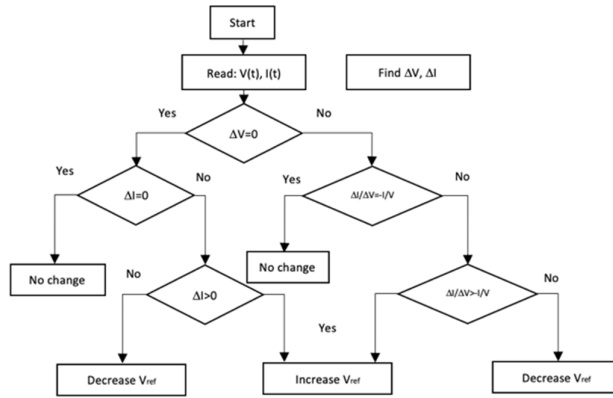 Start
Read: V(t), I(t)
Find ΔV, ΔI
Yes
No
ΔV=0
Yes
No
Yes
No
ΔI=0
ΔI/ΔV=-I/V
No change
No change
No
No
ΔI>0
ΔI/ΔV>-I/V
Yes
Decrease Vref
Increase Vref
Decrease Vref